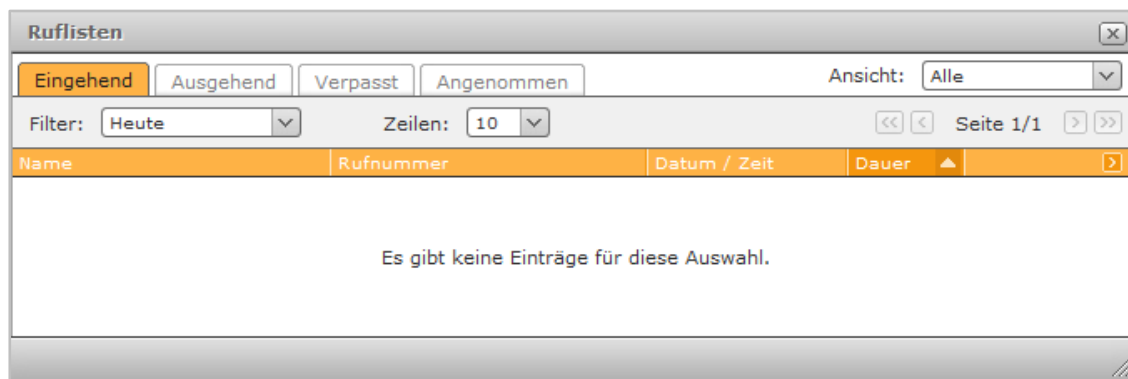 Ruflisten
Eingehend Ausgehend Verpasst Angenommen Ansicht: Alle
Filter: Heute Zeilen: 10 << < Seite 1/1 > >>
Name Rufnummer Datum / Zeit Dauer
Es gibt keine Einträge für diese Auswahl.